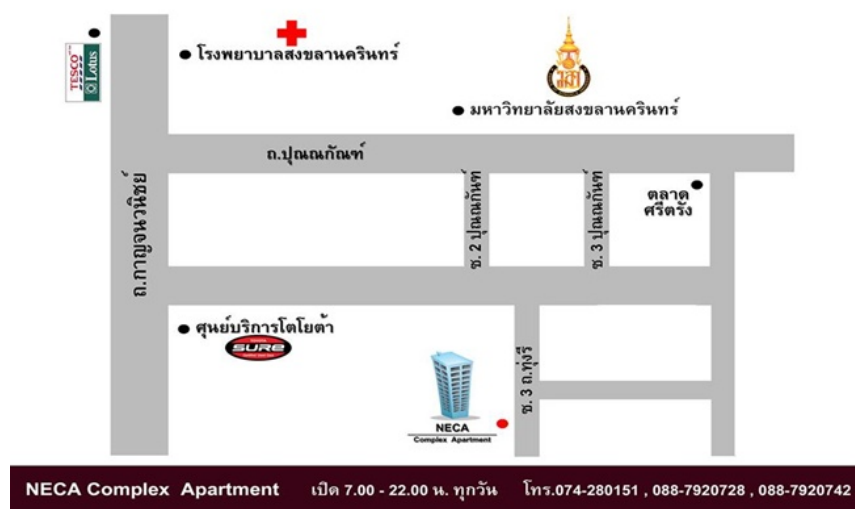 TESCO
Lotus
โรงพยาบาลสงขลานครินทร์
มหาวิทยาลัยสงขลานครินทร์
ถ.ปุณณกัณฑ์
ถ.กาญจนวนิชย์
ซ. 2 ปุณณกัณฑ์
ซ. 3 ปุณณกัณฑ์
ตลาด
ศรีตรัง
ศูนย์บริการโตโยต้า
SURE
ซ. 3 ถ.ทุ่งรี
NECA
Complex Apartment
NECA Complex Apartment เปิด 7.00 - 22.00 น. ทุกวัน โทร.074-280151 , 088-7920728 , 088-7920742